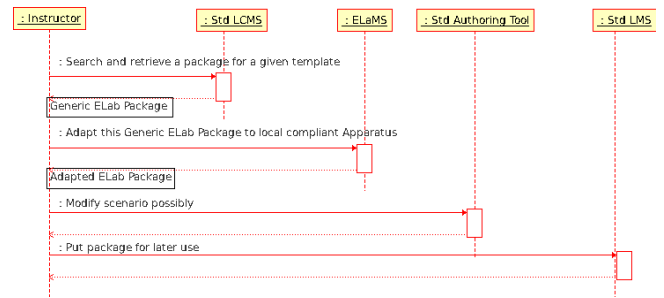 : Instructor
: Std LCMS
: ELaMS
: Std Authoring Tool
: Std LMS
: Search and retrieve a package for a given template
Generic ELab Package
: Adapt this Generic ELab Package to local compliant Apparatus
Adapted ELab Package
: Modify scenario possibly
: Put package for later use